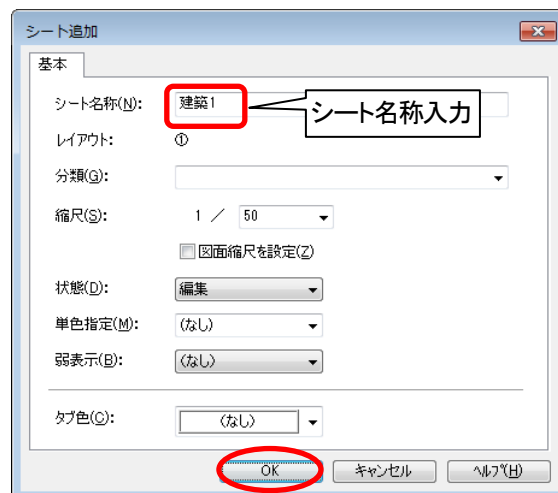 シート追加
基本
シート名称(N): 建築1
シート名称入力
レイアウト: ①
分類(G):
縮尺(S): 1 ／ 50
図面縮尺を設定(Z)
状態(D): 編集
単色指定(M): (なし)
弱表示(B): (なし)
タブ色(C): (なし)
OK キャンセル ヘルプ(H)